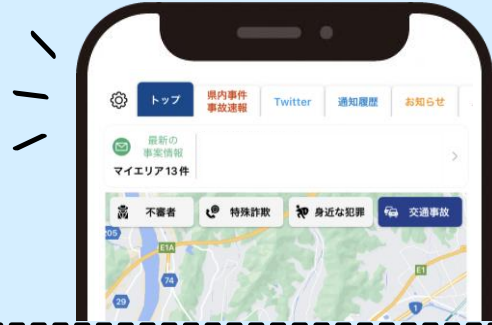 トップ
県内事件
事故速報
Twitter
通知履歴
お知らせ
最新の
事案情報
マイエリア13件
不審者
特殊詐欺
身近な犯罪
交通事故
205
E1A
74
29
E1
1